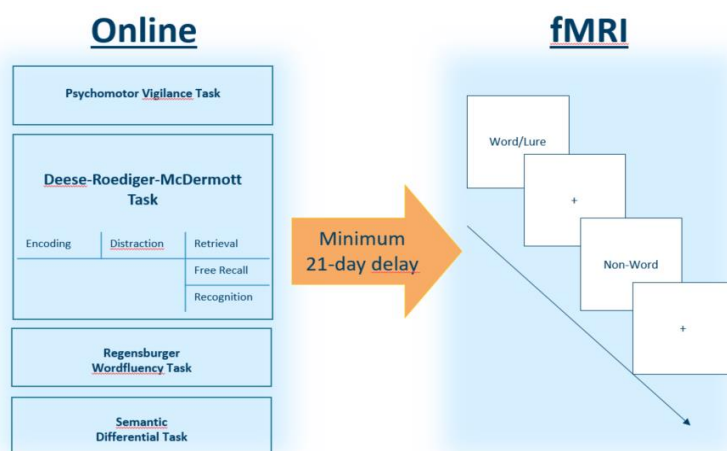 Online
Psychomotor Vigilance Task
Deese-Roediger-McDermott
Task
Encoding
Distraction
Retrieval
Free Recall
Recognition
Regensburger
Wordfluency Task
Semantic
Differential Task
Minimum
21-day delay
fMRI
Word/Lure
+
Non-Word
+